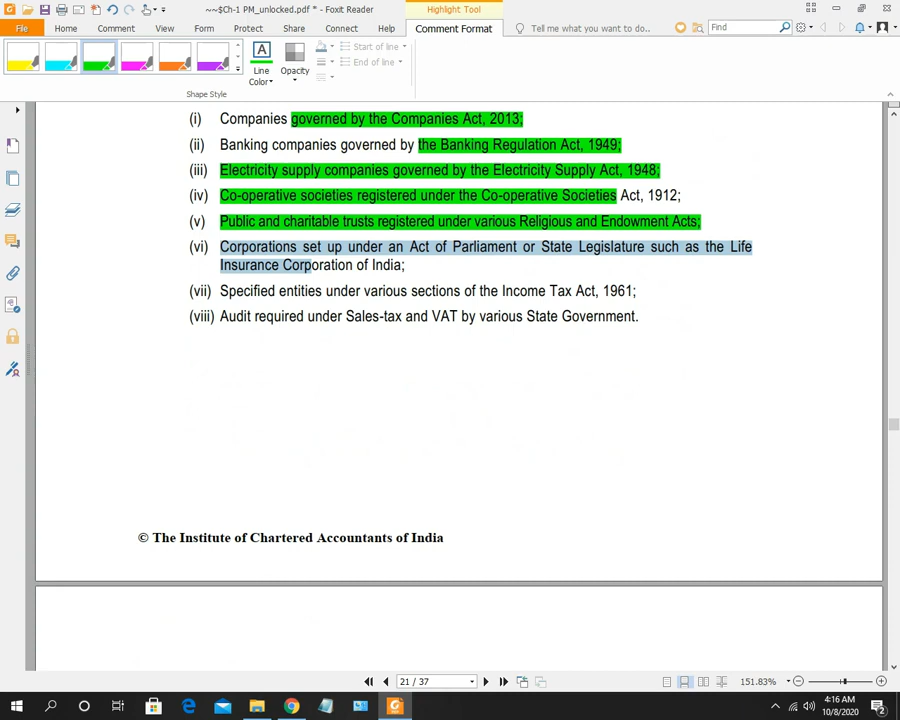 ~~$Ch-1 PM_unlocked.pdf * - Foxit Reader
Highlight Tool
File Home Comment View Form Protect Share Connect Help Comment Format Tell me what you want to do.. Find
Line Color
Opacity
Start of line
End of line
Shape Style
(i) Companies governed by the Companies Act, 2013;
(ii) Banking companies governed by the Banking Regulation Act, 1949;
(iii) Electricity supply companies governed by the Electricity Supply Act, 1948;
(iv) Co-operative societies registered under the Co-operative Societies Act, 1912;
(v) Public and charitable trusts registered under various Religious and Endowment Acts;
(vi) Corporations set up under an Act of Parliament or State Legislature such as the Life
Insurance Corporation of India;
(vii) Specified entities under various sections of the Income Tax Act, 1961;
(viii) Audit required under Sales-tax and VAT by various State Government.
© The Institute of Chartered Accountants of India
21 / 37
151.83%
4:16 AM
10/8/2020
2